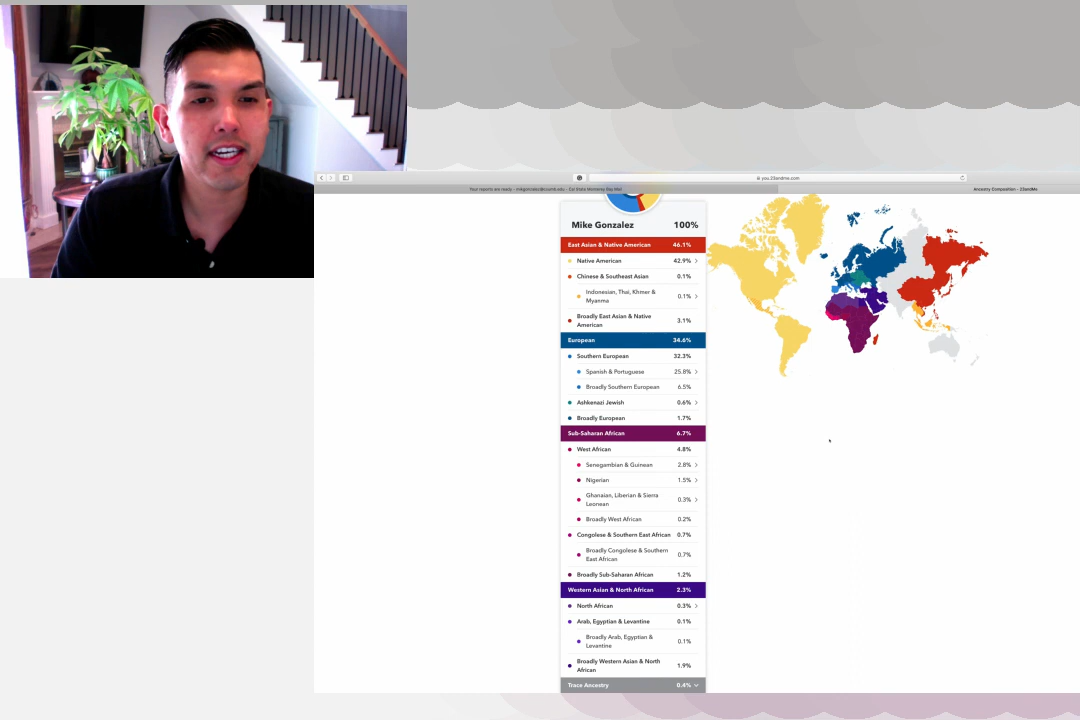 you.23andme.com
Ancestry Composition - 23andMe
Mike Gonzalez 100%
East Asian & Native American 46.1%
Native American 42.9%
Chinese & Southeast Asian 0.1%
Indonesian, Thai, Khmer &
Myanma 0.1%
Broadly East Asian & Native
American 3.1%
European 34.6%
Southern European 32.3%
Spanish & Portuguese 25.8%
Broadly Southern European 6.5%
Ashkenazi Jewish 0.6%
Broadly European 1.7%
Sub-Saharan African 6.7%
West African 4.8%
Senegambian & Guinean 2.8%
Nigerian 1.5%
Ghanaian, Liberian & Sierra
Leonean 0.3%
Broadly West African 0.2%
Congolese & Southern East African 0.7%
Broadly Congolese & Southern
East African 0.7%
Broadly Sub-Saharan African 1.2%
Western Asian & North African 2.3%
North African 0.3%
Arab, Egyptian & Levantine 0.1%
Broadly Arab, Egyptian &
Levantine 0.1%
Broadly Western Asian & North
African 1.9%
Trace Ancestry 0.4%